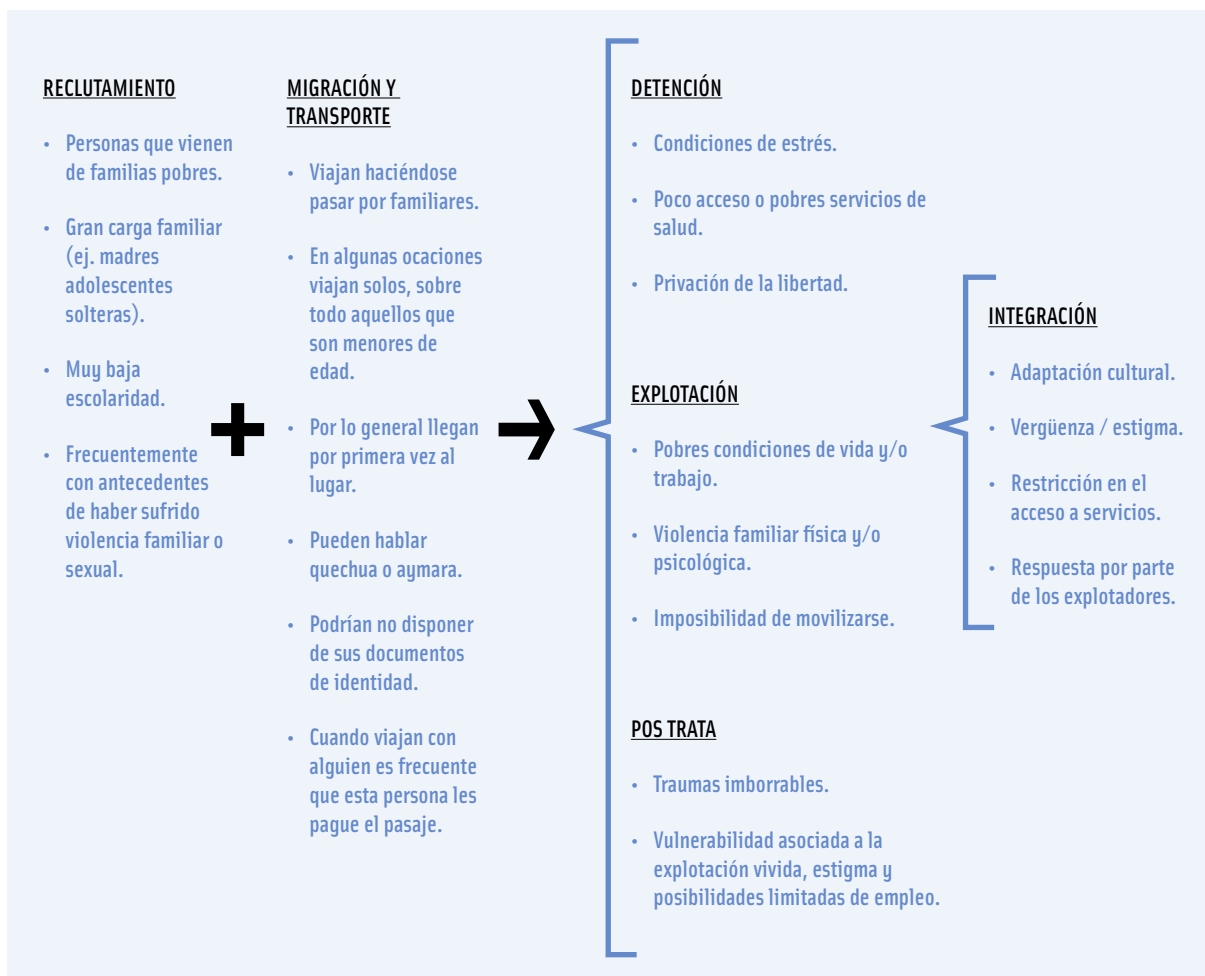 RECLUTAMIENTO
• Personas que vienen
de familias pobres.
• Gran carga familiar
(ej. madres
adolescentes
solteras).
• Muy baja
escolaridad.
• Frecuentemente
con antecedentes
de haber sufrido
violencia familiar o
sexual.
+
MIGRACIÓN Y
TRANSPORTE
• Viajan haciéndose
pasar por familiares.
• En algunas ocaciones
viajan solos, sobre
todo aquellos que
son menores de
edad.
• Por lo general llegan
por primera vez al
lugar.
• Pueden hablar
quechua o aymara.
• Podrían no disponer
de sus documentos
de identidad.
• Cuando viajan con
alguien es frecuente
que esta persona les
pague el pasaje.
DETENCIÓN
• Condiciones de estrés.
• Poco acceso o pobres servicios de
salud.
• Privación de la libertad.
EXPLOTACIÓN
• Pobres condiciones de vida y/o
trabajo.
• Violencia familiar física y/o
psicológica.
• Imposibilidad de movilizarse.
POS TRATA
• Traumas imborrables.
• Vulnerabilidad asociada a la
explotación vivida, estigma y
posibilidades limitadas de empleo.
INTEGRACIÓN
• Adaptación cultural.
• Vergüenza / estigma.
• Restricción en el
acceso a servicios.
• Respuesta por parte
de los explotadores.